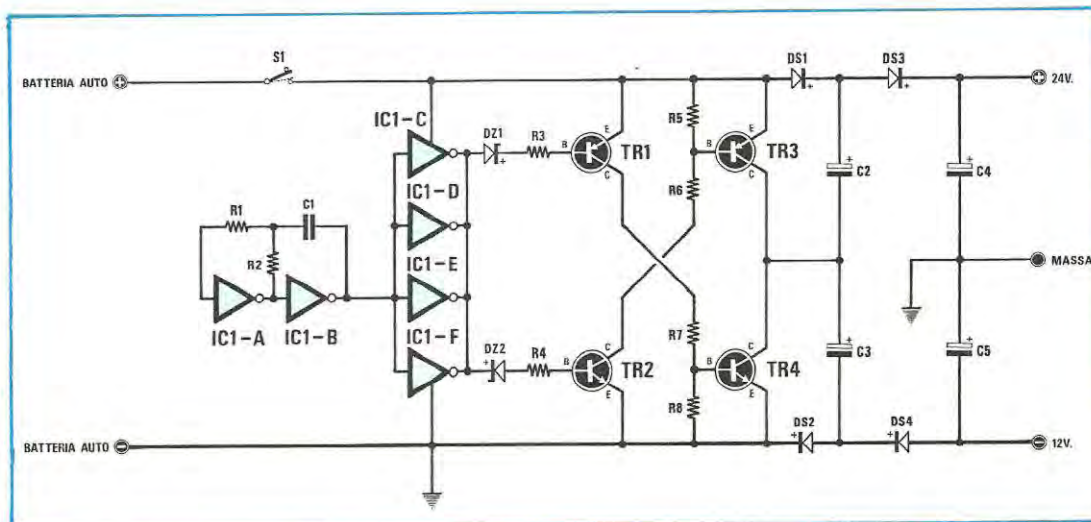 S1
BATTERIA AUTO +
DS1
DS3
+ 24V.
IC1-C
DZ1
R3
B
E
C
TR1
R5
B
E
C
TR3
R6
C2
C4
IC1-D
R1
C1
R2
IC1-E
MASSA
IC1-A
IC1-B
IC1-F
DZ2
R4
B
C
E
TR2
R7
B
C
E
TR4
R8
C3
C5
DS2
DS4
BATTERIA AUTO -
- 12V.